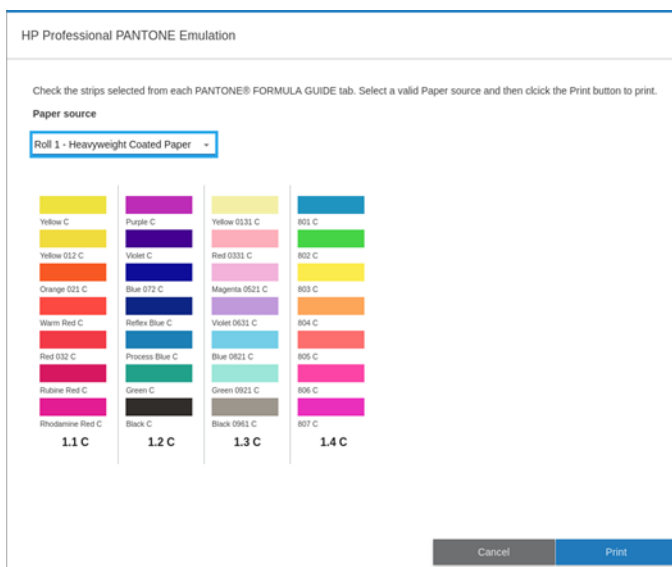 HP Professional PANTONE Emulation
Check the strips selected from each PANTONE® FORMULA GUIDE tab. Select a valid Paper source and then clcick the Print button to print.
Paper source
Roll 1 - Heavyweight Coated Paper
Yellow C
Yellow 012 C
Orange 021 C
Warm Red C
Red 032 C
Rubine Red C
Rhodamine Red C
1.1 C
Purple C
Violet C
Blue 072 C
Reflex Blue C
Process Blue C
Green C
Black C
1.2 C
Yellow 0131 C
Red 0331 C
Magenta 0521 C
Violet 0631 C
Blue 0821 C
Green 0921 C
Black 0961 C
1.3 C
801 C
802 C
803 C
804 C
805 C
806 C
807 C
1.4 C
Cancel
Print